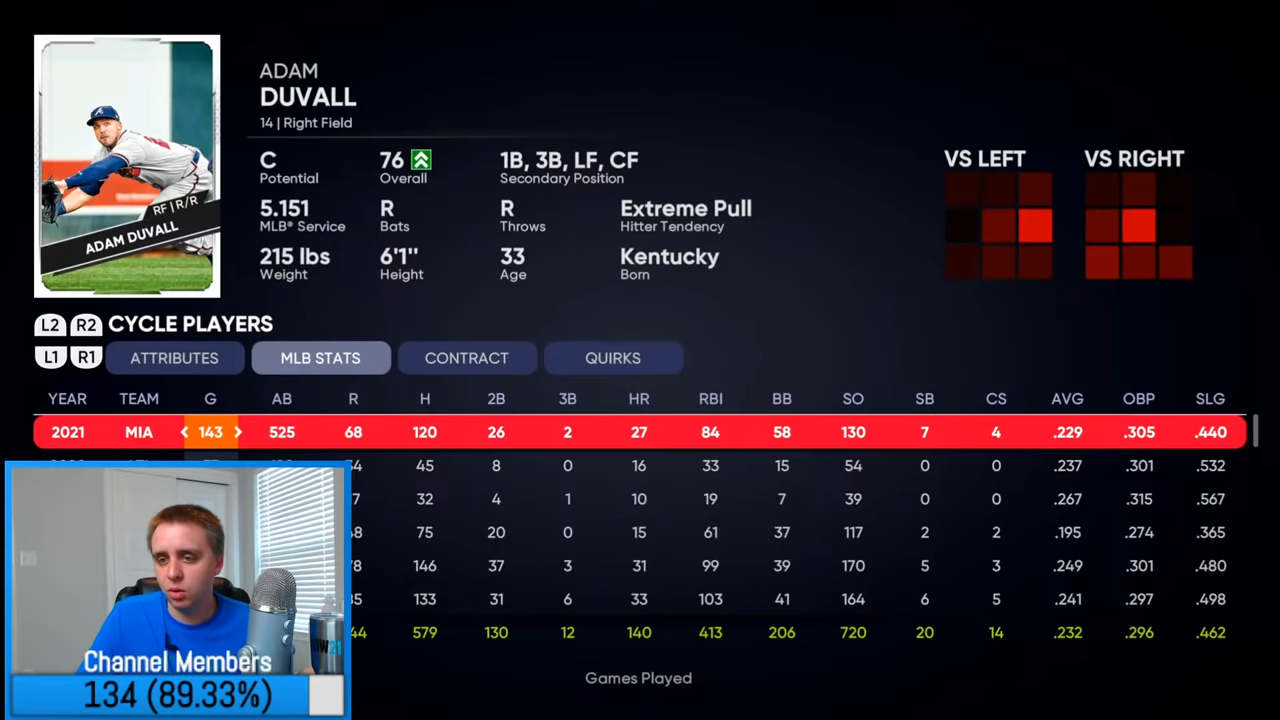 ADAM
DUVALL
14 | Right Field
C 76 1B, 3B, LF, CF
Potential Overall Secondary Position
5.151 R R Extreme Pull
MLB® Service Bats Throws Hitter Tendency
215 lbs 6'1'' 33 Kentucky
Weight Height Age Born
VS LEFT VS RIGHT
RF | R/R
ADAM DUVALL
L2 R2 CYCLE PLAYERS
L1 R1 ATTRIBUTES MLB STATS CONTRACT QUIRKS
YEAR TEAM G AB R H 2B 3B HR RBI BB SO SB CS AVG OBP SLG
2021 MIA < 143 > 525 68 120 26 2 27 84 58 130 7 4 .229 .305 .440
45 8 0 16 33 15 54 0 0 .237 .301 .532
32 4 1 10 19 7 39 0 0 .267 .315 .567
75 20 0 15 61 37 117 2 2 .195 .274 .365
146 37 3 31 99 39 170 5 3 .249 .301 .480
133 31 6 33 103 41 164 6 5 .241 .297 .498
44 579 130 12 140 413 206 720 20 14 .232 .296 .462
Games Played
Channel Members
134 (89.33%)